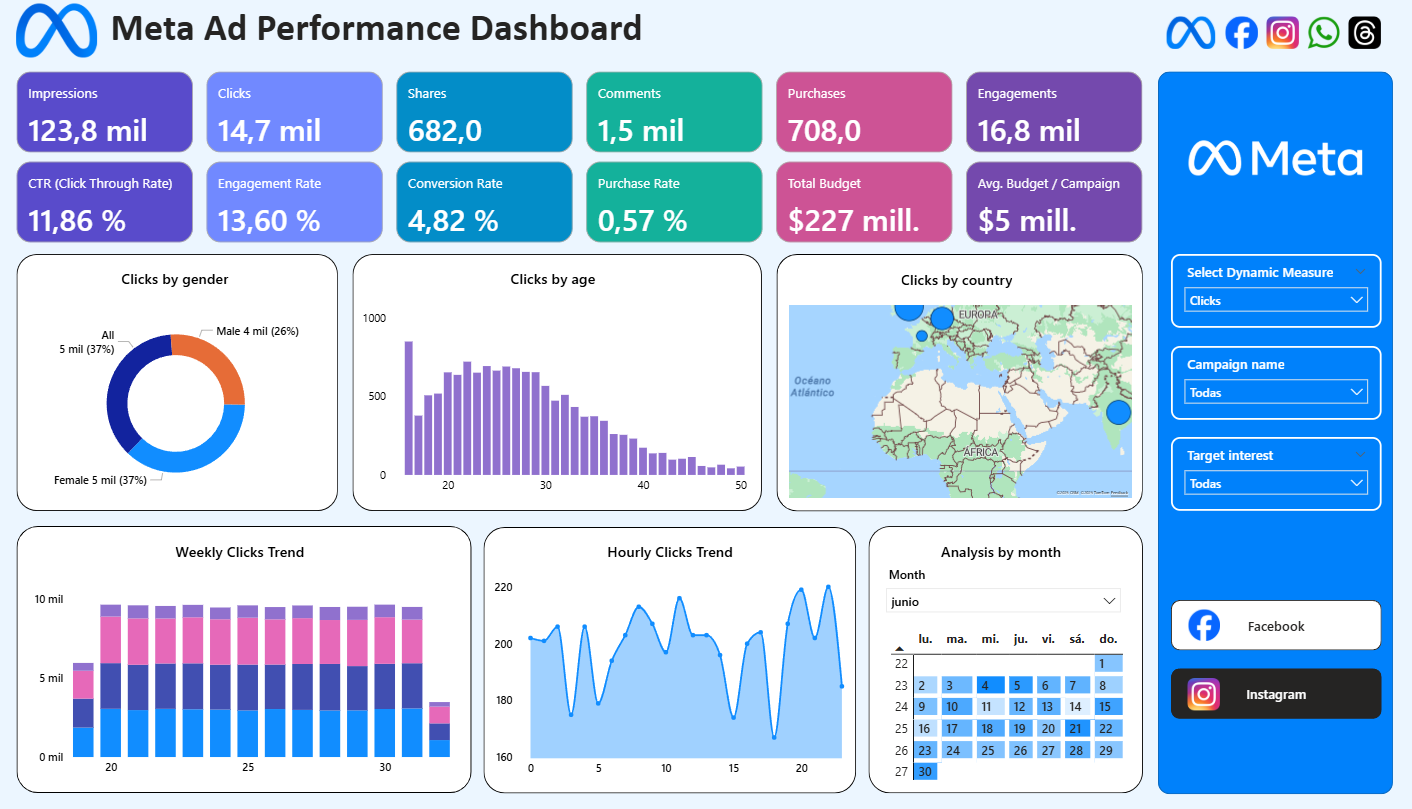 Meta Ad Performance Dashboard
Impressions
123,8 mil
Clicks
14,7 mil
Shares
682,0
Comments
1,5 mil
Purchases
708,0
Engagements
16,8 mil
CTR (Click Through Rate)
11,86 %
Engagement Rate
13,60 %
Conversion Rate
4,82 %
Purchase Rate
0,57 %
Total Budget
$227 mill.
Avg. Budget / Campaign
$5 mill.
Meta
Select Dynamic Measure
Clicks
Campaign name
Todas
Target interest
Todas
Facebook
Instagram
Clicks by gender
All
5 mil (37%)
Male 4 mil (26%)
Female 5 mil (37%)
Clicks by age
1000
500
0
20 30 40 50
Clicks by country
EUROPA
Océano
Atlántico
ÁFRICA
Weekly Clicks Trend
10 mil
5 mil
0 mil
20 25 30
Hourly Clicks Trend
220
200
180
160
0 5 10 15 20
Analysis by month
Month
junio
lu. ma. mi. ju. vi. sá. do.
22 1
23 2 3 4 5 6 7 8
24 9 10 11 12 13 14 15
25 16 17 18 19 20 21 22
26 23 24 25 26 27 28 29
27 30